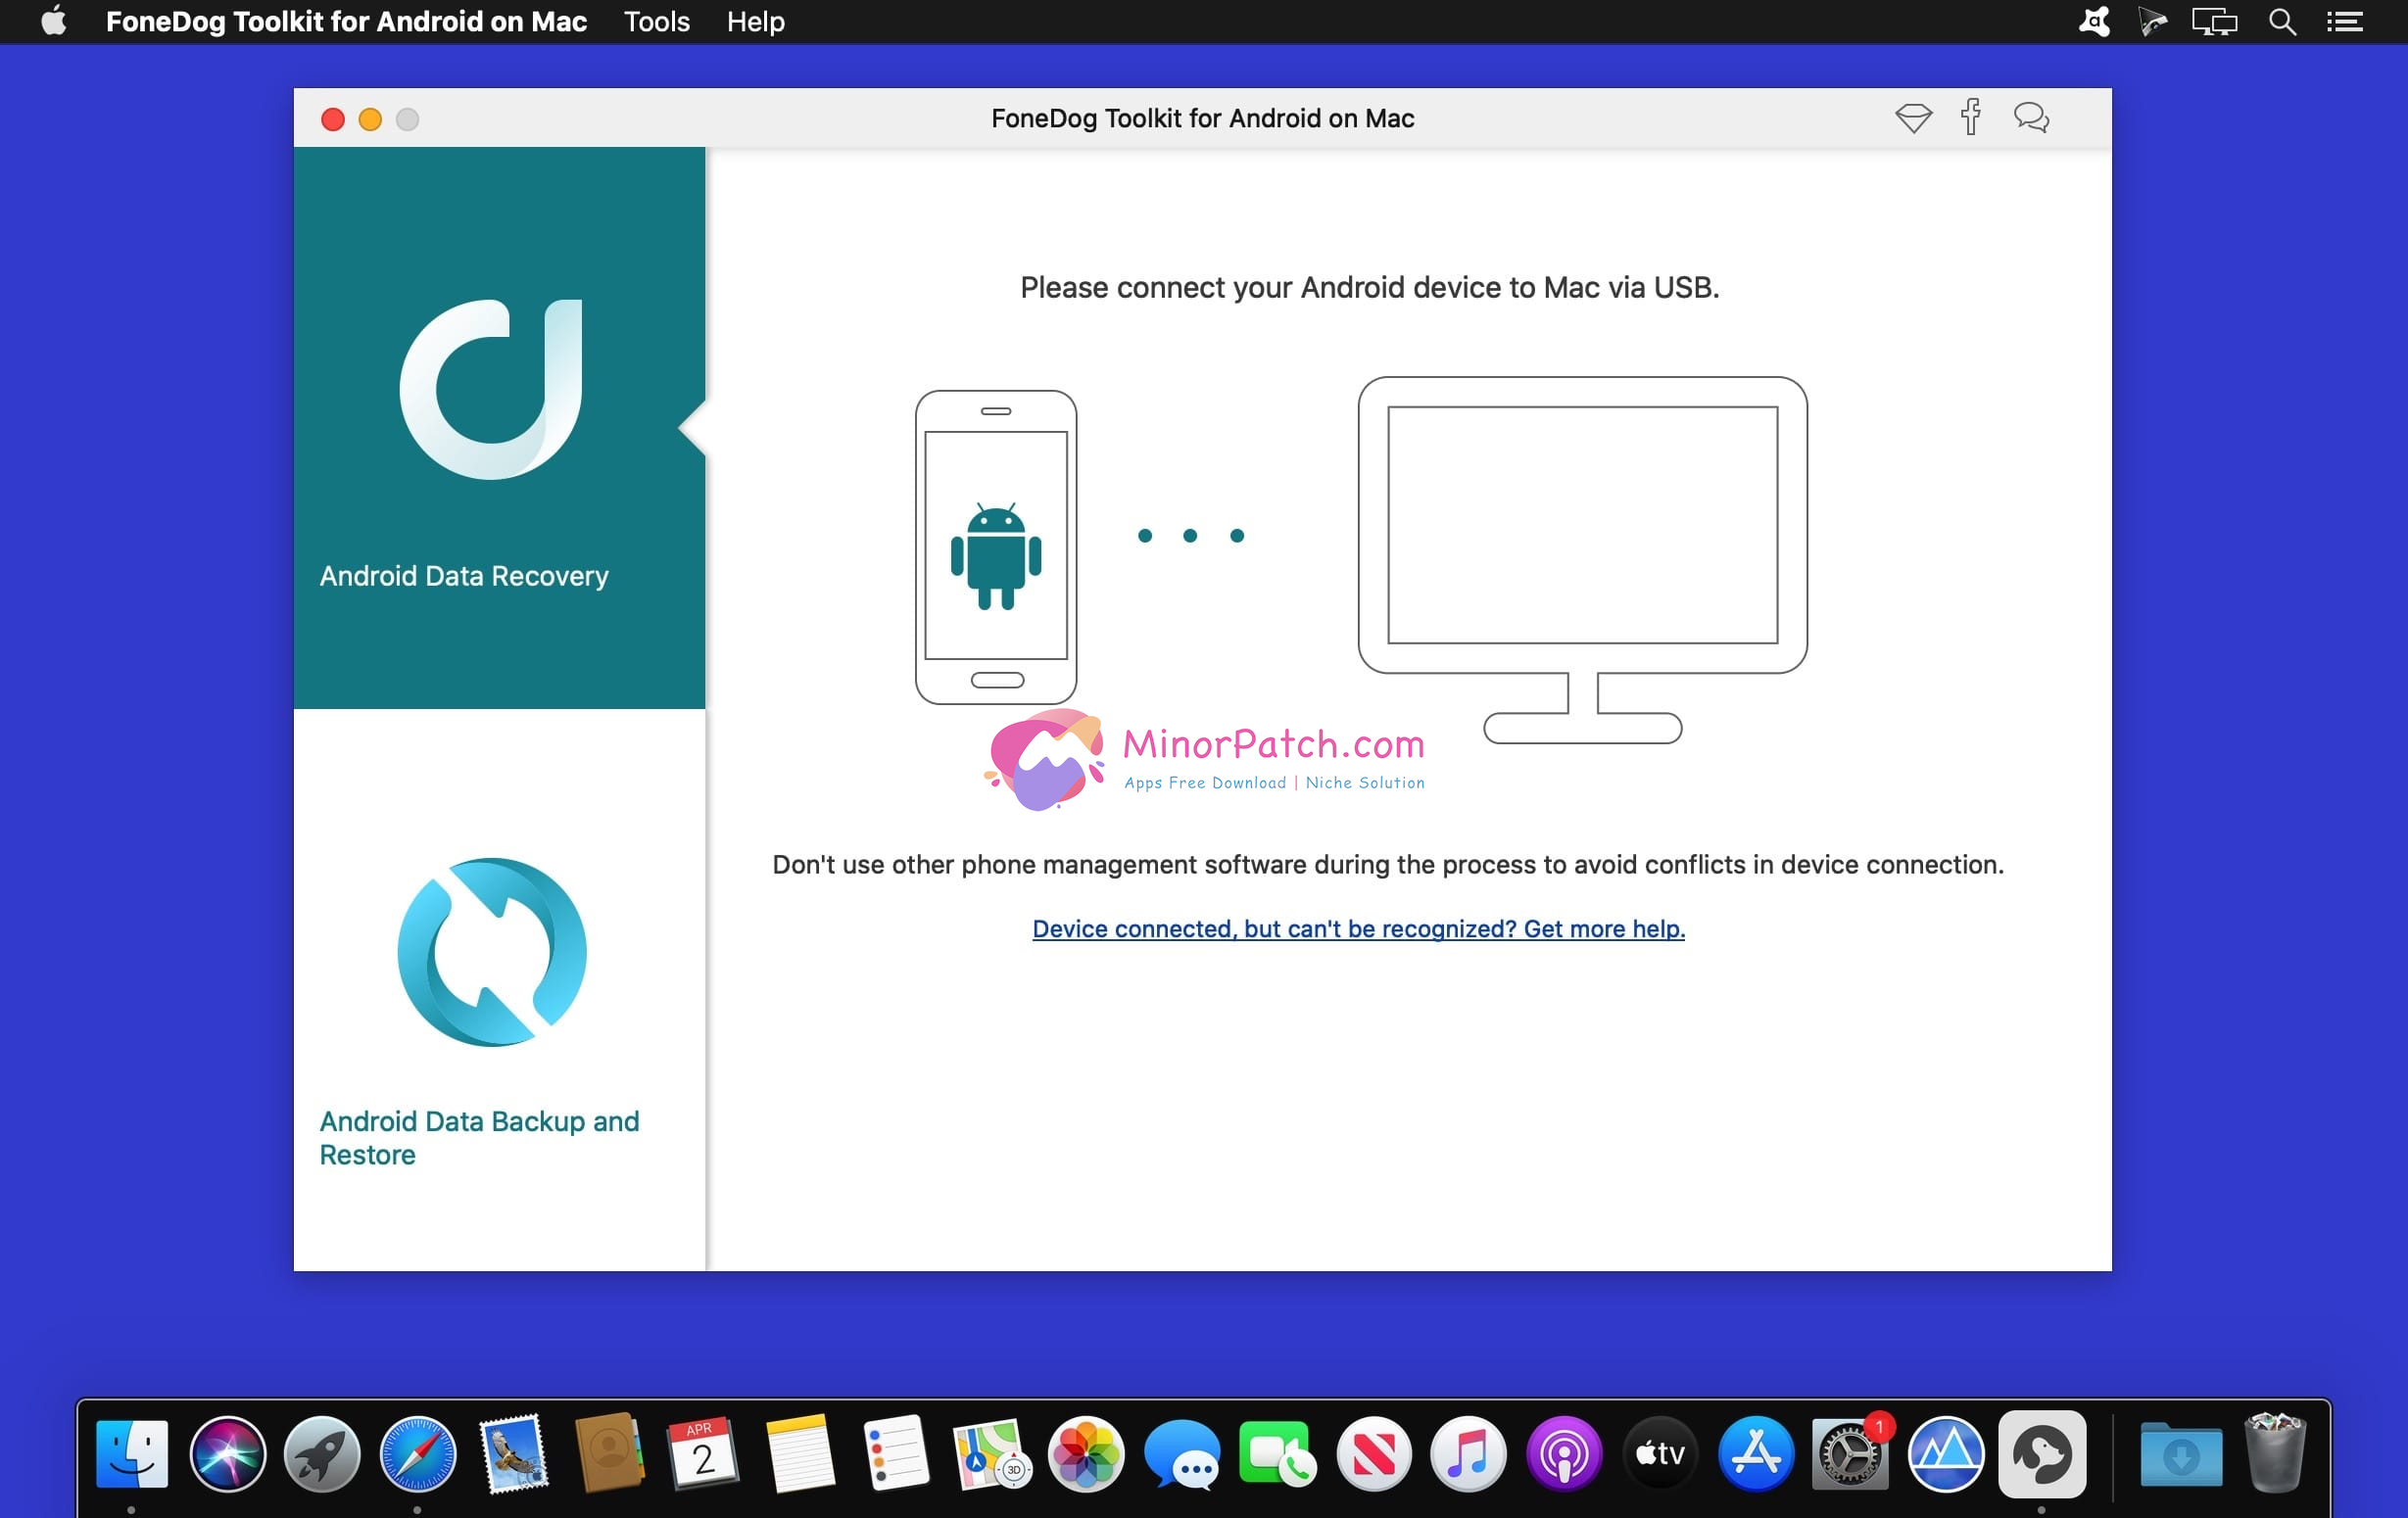 FoneDog Toolkit for Android on Mac Tools Help
FoneDog Toolkit for Android on Mac
Please connect your Android device to Mac via USB.
Android Data Recovery
MinorPatch.com
Apps Free Download | Niche Solution
Don't use other phone management software during the process to avoid conflicts in device connection.
Device connected, but can't be recognized? Get more help.
Android Data Backup and
Restore
APR
2
3D
tv
1